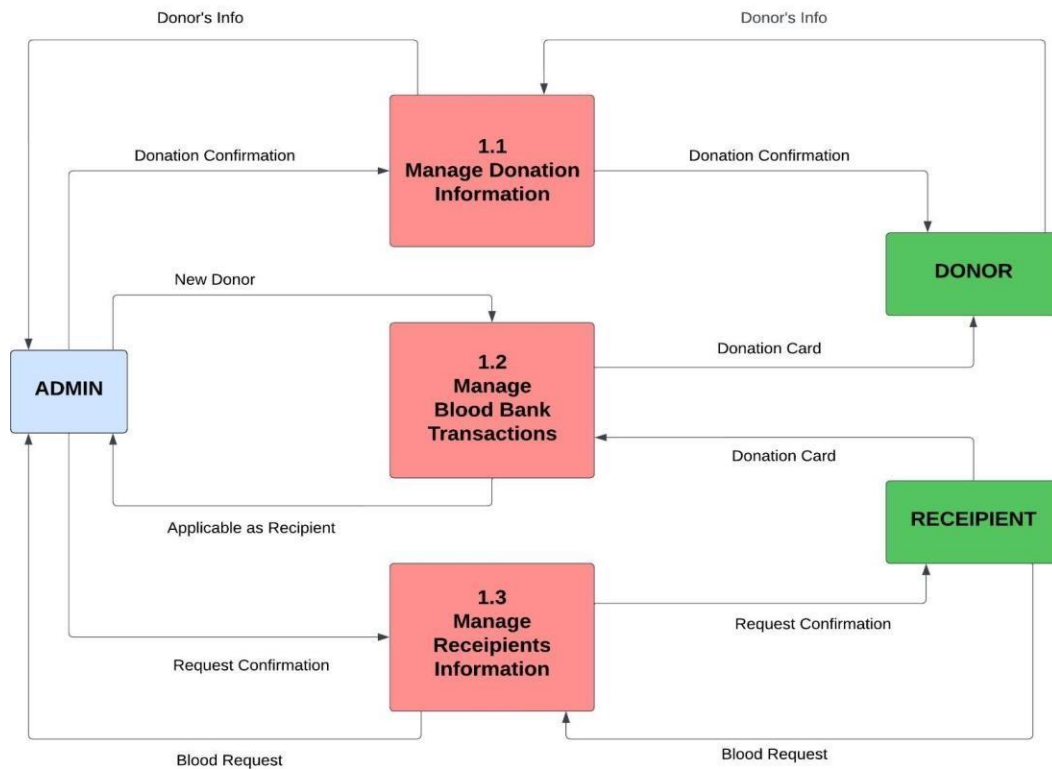 Donor's Info
Donor's Info
1.1
Manage Donation
Information
Donation Confirmation
Donation Confirmation
DONOR
New Donor
1.2
Manage
Blood Bank
Transactions
Donation Card
ADMIN
Donation Card
Applicable as Recipient
RECEIPIENT
1.3
Manage
Receipients
Information
Request Confirmation
Request Confirmation
Blood Request
Blood Request